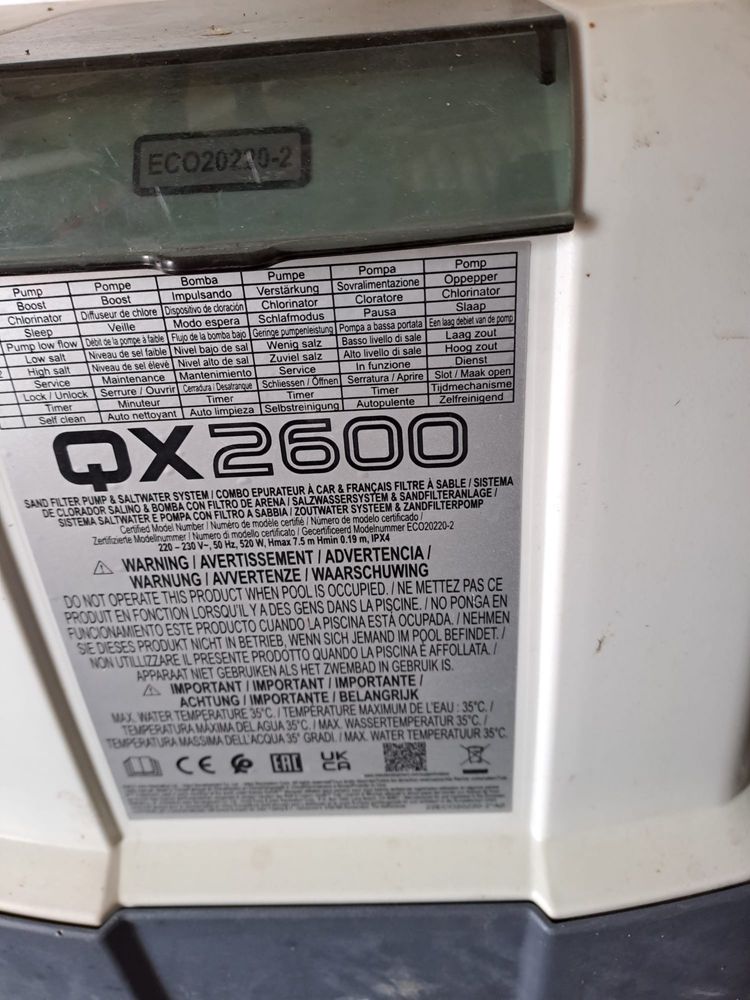 ECO20220-2
Pump Pompe Bomba Pumpe Pompa Pomp
Boost Boost Impulsando Verstärkung Sovralimentazione Oppepper
Chlorinator Diffuseur de chlore Dispositivo de cloración Chlorinator Cloratore Chlorinator
Sleep Veille Modo espera Schlafmodus Pausa Slaap
Pump low flow Débit de la pompe à faible Flujo de la bomba bajo Geringe pumpenleistung Pompa a bassa portata Een laag debiet van de pomp
Low salt Niveau de sel faible Nivel bajo de sal Wenig salz Basso livello di sale Laag zout
High salt Niveau de sel élevé Nivel alto de sal Zuviel salz Alto livello di sale Hoog zout
Service Maintenance Mantenimiento Service In funzione Dienst
Lock / Unlock Serrure / Ouvrir Cerradura / Desatranque Schliessen / Öffnen Serratura / Aprire Slot / Maak open
Timer Minuteur Timer Timer Timer Tijdmechanisme
Self clean Auto nettoyant Auto limpieza Selbstreinigung Autopulente Zelfreinigend
QX2600
SAND FILTER PUMP & SALTWATER SYSTEM / COMBO EPURATEUR À CAR & FRANÇAIS FILTRE À SABLE / SISTEMA
DE CLORADOR SALINO & BOMBA CON FILTRO DE ARENA / SALZWASSERSYSTEM & SANDFILTERANLAGE /
SISTEMA SALTWATER E POMPA CON FILTRO A SABBIA / ZOUTWATER SYSTEEM & ZANDFILTERPOMP
Certified Model Number / Numéro de modèle certifié / Número de modelo certificado /
Zertifizierte Modelnummer / Numero di modello certificato / Gecertificeerd Modelnummer ECO20220-2
220 – 230 V~, 50 Hz, 520 W, Hmax 7.5 m Hmin 0.19 m, IPX4
WARNING / AVERTISSEMENT / ADVERTENCIA /
WARNUNG / AVVERTENZE / WAARSCHUWING
DO NOT OPERATE THIS PRODUCT WHEN POOL IS OCCUPIED. / NE METTEZ PAS CE
PRODUIT EN FONCTION LORSQU'IL Y A DES GENS DANS LA PISCINE. / NO PONGA EN
FUNCIONAMIENTO ESTE PRODUCTO CUANDO LA PISCINA ESTÁ OCUPADA. / NEHMEN
SIE DIESES PRODUKT NICHT IN BETRIEB, WENN SICH JEMAND IM POOL BEFINDET. /
NON UTILIZZARE IL PRESENTE PRODOTTO QUANDO LA PISCINA È AFFOLLATA. /
APPARAAT NIET GEBRUIKEN ALS HET ZWEMBAD IN GEBRUIK IS.
IMPORTANT / IMPORTANT / IMPORTANTE /
ACHTUNG / IMPORTANTE / BELANGRIJK
MAX. WATER TEMPERATURE 35°C. / TEMPÉRATURE MAXIMUM DE L'EAU : 35°C. /
TEMPERATURA MÁXIMA DEL AGUA 35°C. / MAX. WASSERTEMPERATUR 35°C. /
TEMPERATURA MASSIMA DELL'ACQUA 35° GRADI. / MAX. WATER TEMPERATUUR 35°C.
CE EAC UKCA